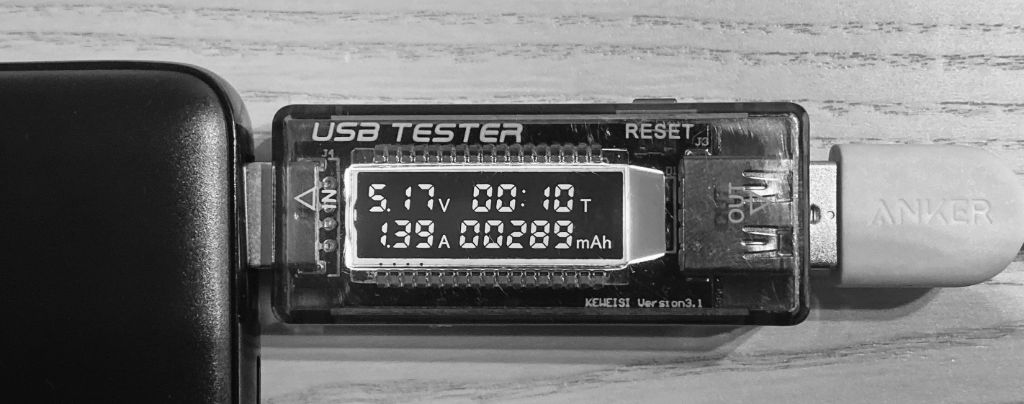 USB TESTER
RESET
J3
J4
IN
5.17V 00:10T
1.39A 00289mAh
OUT
ANKER
KEWEISI Version3.1